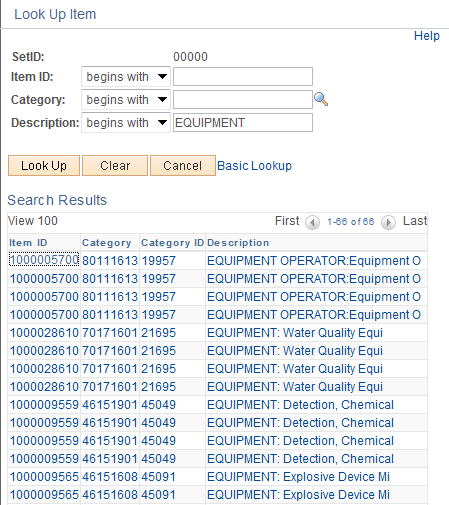 Look Up Item
Help
SetID: 00000
Item ID: begins with
Category: begins with
Description: begins with EQUIPMENT
Look Up Clear Cancel Basic Lookup
Search Results
View 100 First 1-66 of 66 Last
Item ID Category Category ID Description
1000005700 80111613 19957 EQUIPMENT OPERATOR:Equipment O
1000005700 80111613 19957 EQUIPMENT OPERATOR:Equipment O
1000005700 80111613 19957 EQUIPMENT OPERATOR:Equipment O
1000005700 80111613 19957 EQUIPMENT OPERATOR:Equipment O
1000028610 70171601 21695 EQUIPMENT: Water Quality Equi
1000028610 70171601 21695 EQUIPMENT: Water Quality Equi
1000028610 70171601 21695 EQUIPMENT: Water Quality Equi
1000028610 70171601 21695 EQUIPMENT: Water Quality Equi
1000009559 46151901 45049 EQUIPMENT: Detection, Chemical
1000009559 46151901 45049 EQUIPMENT: Detection, Chemical
1000009559 46151901 45049 EQUIPMENT: Detection, Chemical
1000009559 46151901 45049 EQUIPMENT: Detection, Chemical
1000009565 46151608 45091 EQUIPMENT: Explosive Device Mi
1000009565 46151608 45091 EQUIPMENT: Explosive Device Mi